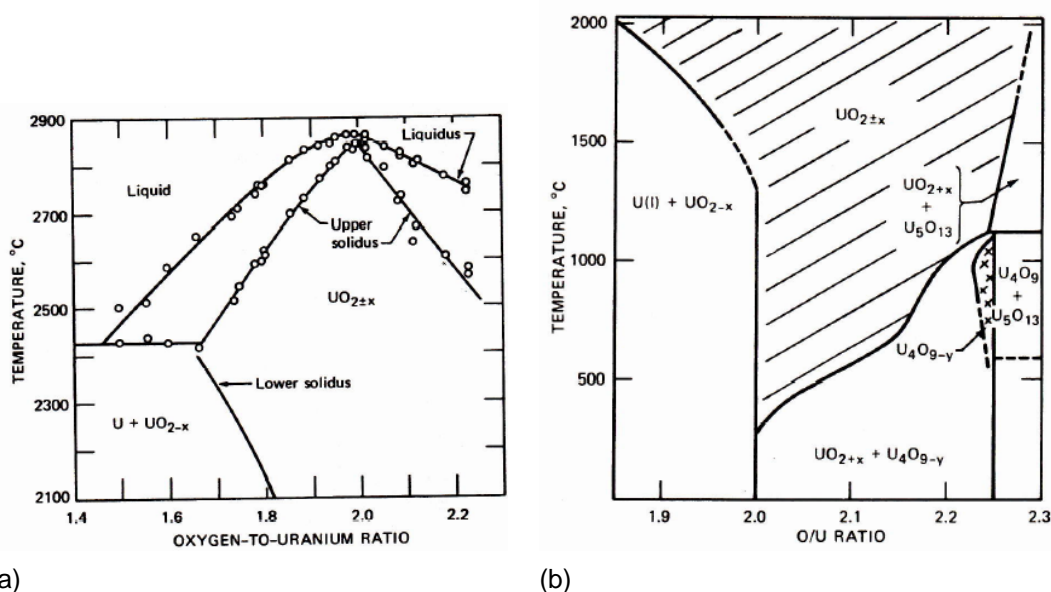 2900
2700
2500
2300
2100
TEMPERATURE, °C
Liquidus
Liquid
Upper
solidus
UO2±x
Lower solidus
U + UO2-x
1.4
1.6
1.8
2.0
2.2
OXYGEN-TO-URANIUM RATIO
a)
2000
1500
1000
500
TEMPERATURE, °C
UO2±x
U(l) + UO2-x
UO2+x
+
U5O13
U4O9
+
U5O13
U4O9-y
UO2+x + U4O9-y
1.9
2.0
2.1
2.2
2.3
O/U RATIO
(b)